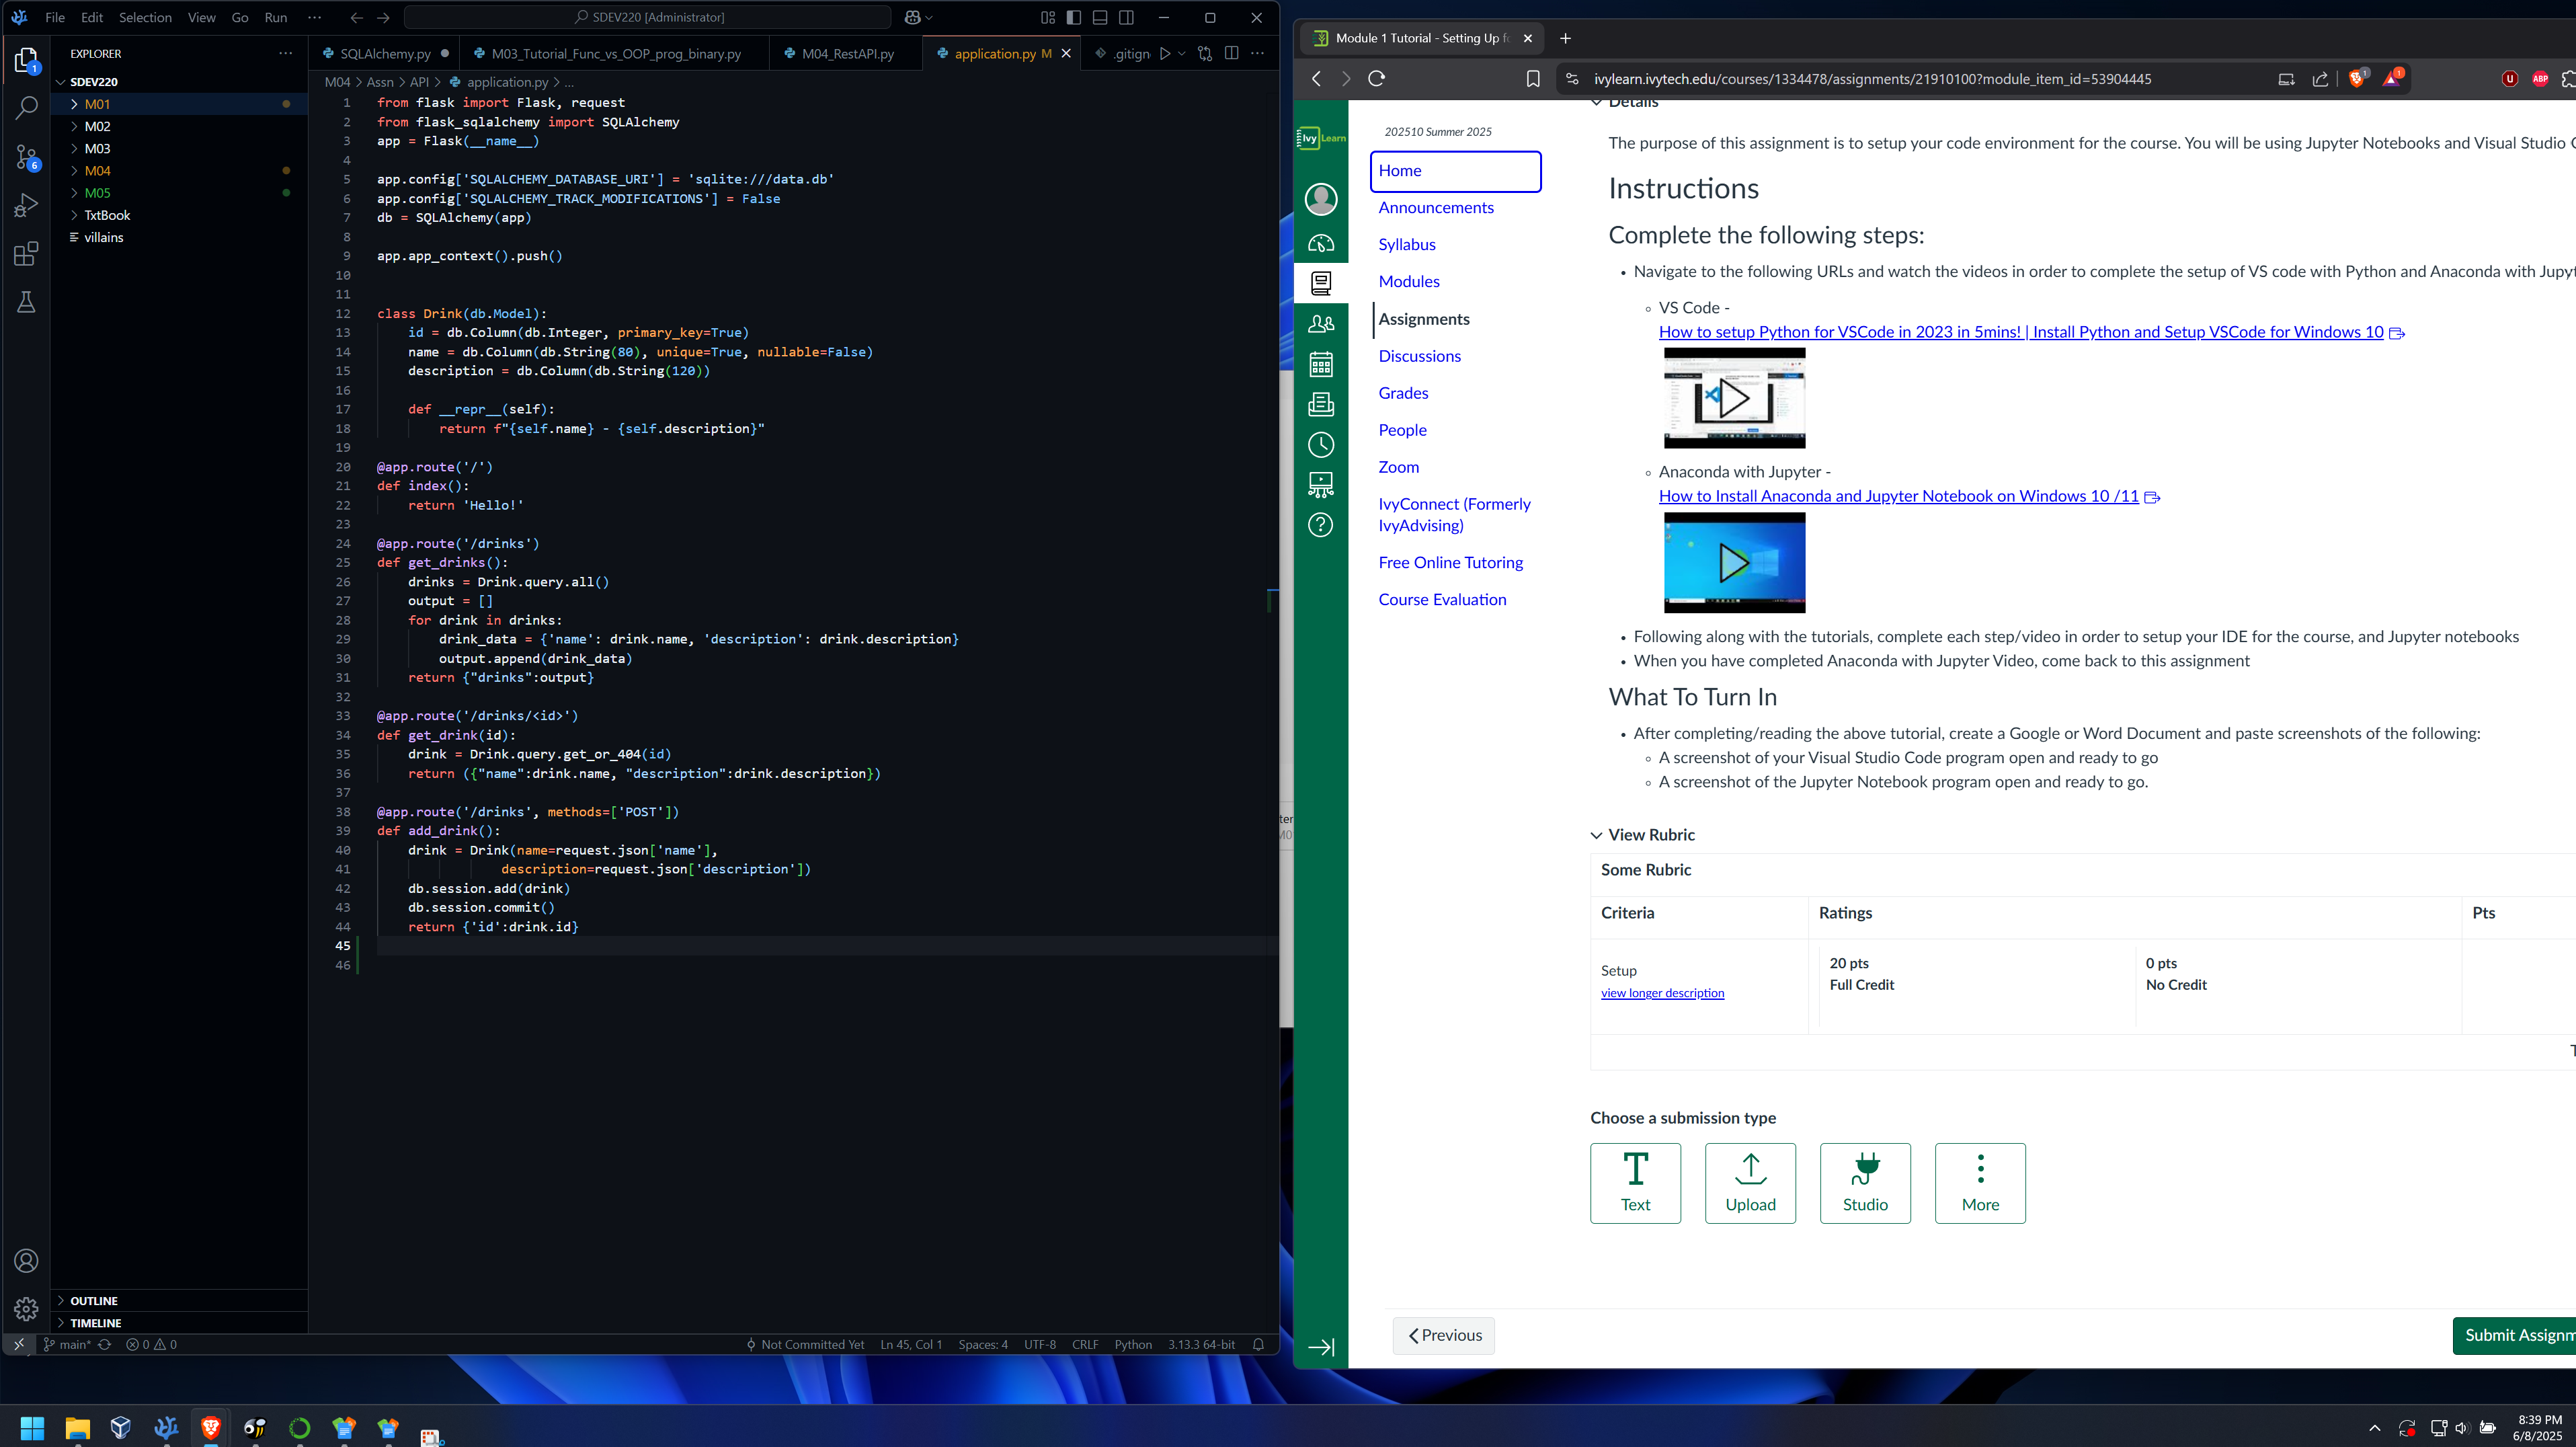 File Edit Selection View Go Run ··· SDEV220 [Administrator]
EXPLORER ···
SDEV220
M01
M02
M03
M04
M05
TxtBook
villains
OUTLINE
TIMELINE
1
6
SQLAlchemy.py M03_Tutorial_Func_vs_OOP_prog_binary.py M04_RestAPI.py application.py M .gitign
M04 > Assn > API > application.py > ...
1 from flask import Flask, request
2 from flask_sqlalchemy import SQLAlchemy
3 app = Flask(__name__)
4
5 app.config['SQLALCHEMY_DATABASE_URI'] = 'sqlite:///data.db'
6 app.config['SQLALCHEMY_TRACK_MODIFICATIONS'] = False
7 db = SQLAlchemy(app)
8
9 app.app_context().push()
10
11
12 class Drink(db.Model):
13 id = db.Column(db.Integer, primary_key=True)
14 name = db.Column(db.String(80), unique=True, nullable=False)
15 description = db.Column(db.String(120))
16
17 def __repr__(self):
18 return f"{self.name} - {self.description}"
19
20 @app.route('/')
21 def index():
22 return 'Hello!'
23
24 @app.route('/drinks')
25 def get_drinks():
26 drinks = Drink.query.all()
27 output = []
28 for drink in drinks:
29 drink_data = {'name': drink.name, 'description': drink.description}
30 output.append(drink_data)
31 return {"drinks":output}
32
33 @app.route('/drinks/<id>')
34 def get_drink(id):
35 drink = Drink.query.get_or_404(id)
36 return ({"name":drink.name, "description":drink.description})
37
38 @app.route('/drinks', methods=['POST'])
39 def add_drink():
40 drink = Drink(name=request.json['name'],
41 description=request.json['description'])
42 db.session.add(drink)
43 db.session.commit()
44 return {'id':drink.id}
45
46
main* 0 0 Not Committed Yet Ln 45, Col 1 Spaces: 4 UTF-8 CRLF Python 3.13.3 64-bit
Module 1 Tutorial - Setting Up fo
ivylearn.ivytech.edu/courses/1334478/assignments/21910100?module_item_id=53904445
1
1
ABP
Ivy Learn
202510 Summer 2025
Home
Announcements
Syllabus
Modules
Assignments
Discussions
Grades
People
Zoom
IvyConnect (Formerly
IvyAdvising)
Free Online Tutoring
Course Evaluation
Details
The purpose of this assignment is to setup your code environment for the course. You will be using Jupyter Notebooks and Visual Studio C
Instructions
Complete the following steps:
• Navigate to the following URLs and watch the videos in order to complete the setup of VS code with Python and Anaconda with Jupyt
VS Code -
How to setup Python for VSCode in 2023 in 5mins! | Install Python and Setup VSCode for Windows 10
Anaconda with Jupyter -
How to Install Anaconda and Jupyter Notebook on Windows 10 /11
• Following along with the tutorials, complete each step/video in order to setup your IDE for the course, and Jupyter notebooks
• When you have completed Anaconda with Jupyter Video, come back to this assignment
What To Turn In
• After completing/reading the above tutorial, create a Google or Word Document and paste screenshots of the following:
A screenshot of your Visual Studio Code program open and ready to go
A screenshot of the Jupyter Notebook program open and ready to go.
View Rubric
Some Rubric
Criteria Ratings Pts
Setup
view longer description
20 pts
Full Credit
0 pts
No Credit
Choose a submission type
Text Upload Studio More
Previous
Submit Assignm
8:39 PM
6/8/2025